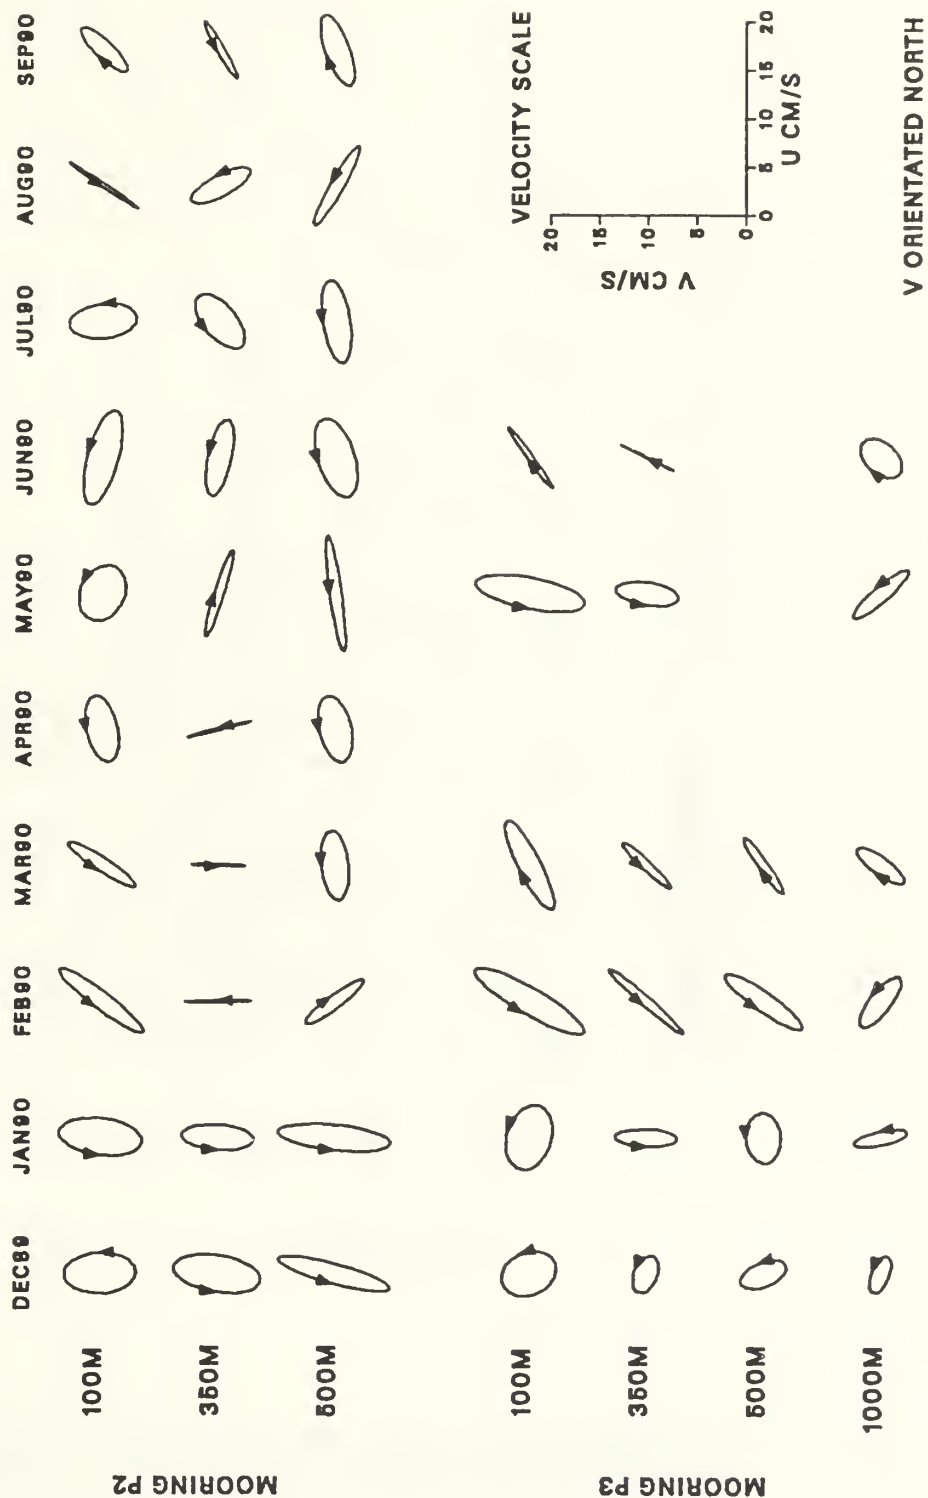 DEC89 JAN90 FEB90 MAR90 APR90 MAY90 JUN90 JUL90 AUG90 SEP90
MOORING P2
100M
350M
500M
MOORING P3
100M
350M
500M
1000M
VELOCITY SCALE
V CM/S
20
15
10
5
0
0 5 10 15 20
U CM/S
V ORIENTATED NORTH